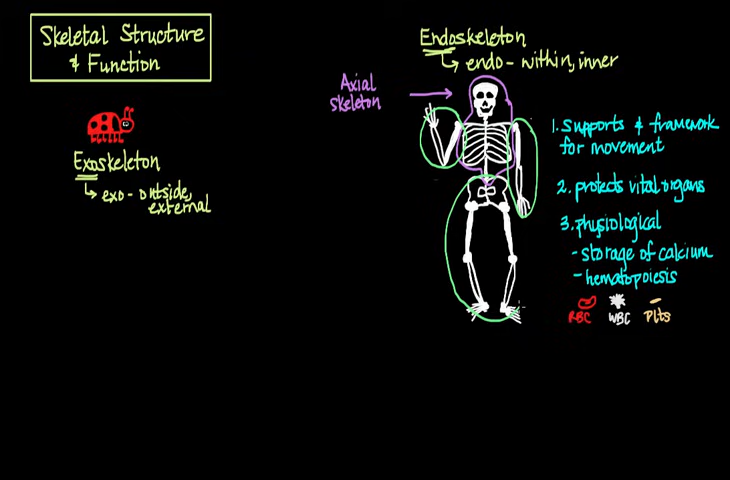 Skeletal Structure
& Function
Exoskeleton
exo - outside,
external
Endoskeleton
endo - within, inner
Axial
Skeleton
1. Supports & framework
for movement
2. protects vital organs
3. physiological
- storage of calcium
- hematopoiesis
RBC WBC Plts